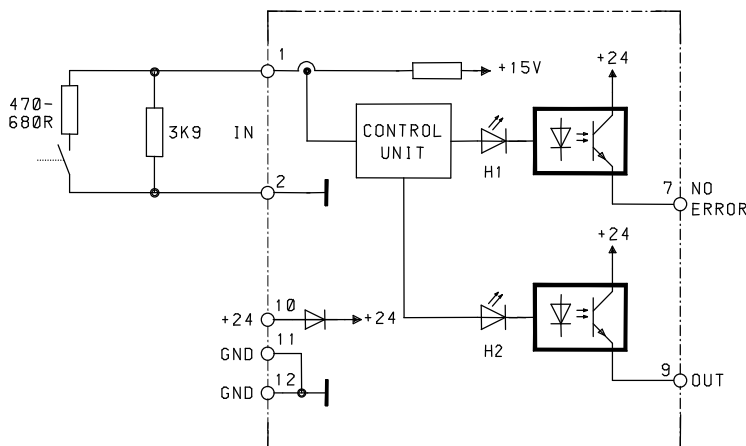 1
+15V
+24
470-
680R
3K9
IN
CONTROL
UNIT
H1
2
7
NO
ERROR
+24
10
+24
+24
11
GND
H2
12
GND
9
OUT